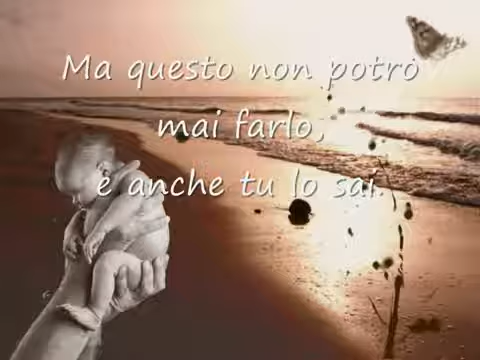 Ma questo non potrò
mai farlo,
e anche tu lo sai.